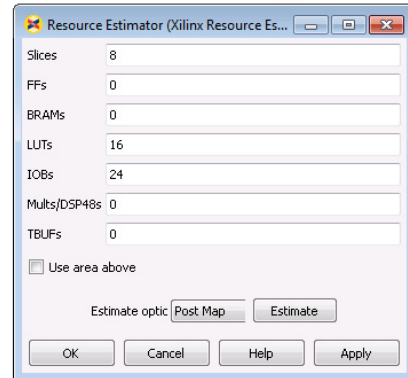 Resource Estimator (Xilinx Resource Es...
Slices 8
FFs 0
BRAMs 0
LUTs 16
IOBs 24
Mults/DSP48s 0
TBUFs 0
Use area above
Estimate optic Post Map Estimate
OK Cancel Help Apply